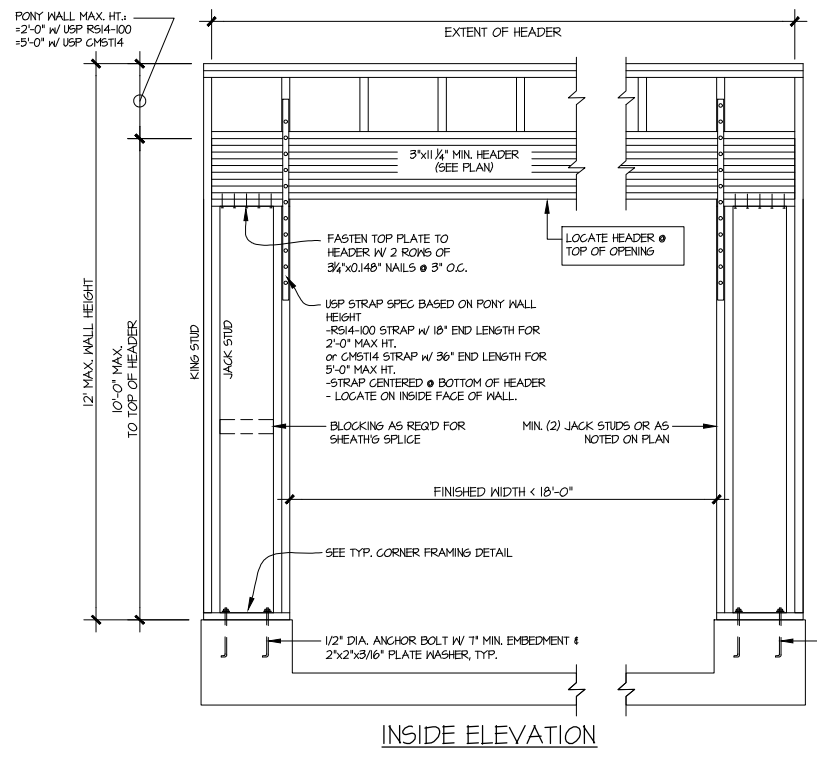 PONY WALL MAX. HT.:
=2'-0" W/ USP RS14-100
=5'-0" W/ USP CMST14
EXTENT OF HEADER
3"x11 1/4" MIN. HEADER
(SEE PLAN)
FASTEN TOP PLATE TO
HEADER W/ 2 ROWS OF
3 1/4"x0.148" NAILS @ 3" O.C.
LOCATE HEADER @
TOP OF OPENING
USP STRAP SPEC BASED ON PONY WALL
HEIGHT
-RS14-100 STRAP w/ 18" END LENGTH FOR
2'-0" MAX HT.
or CMST14 STRAP w/ 36" END LENGTH FOR
5'-0" MAX HT.
-STRAP CENTERED @ BOTTOM OF HEADER
- LOCATE ON INSIDE FACE OF WALL.
12' MAX. WALL HEIGHT
10'-0" MAX.
TO TOP OF HEADER
KING STUD
JACK STUD
BLOCKING AS REQ'D FOR
SHEATH'G SPLICE
MIN. (2) JACK STUDS OR AS
NOTED ON PLAN
FINISHED WIDTH < 18'-0"
SEE TYP. CORNER FRAMING DETAIL
1/2" DIA. ANCHOR BOLT W/ 7" MIN. EMBEDMENT &
2"x2"x3/16" PLATE WASHER, TYP.
INSIDE ELEVATION